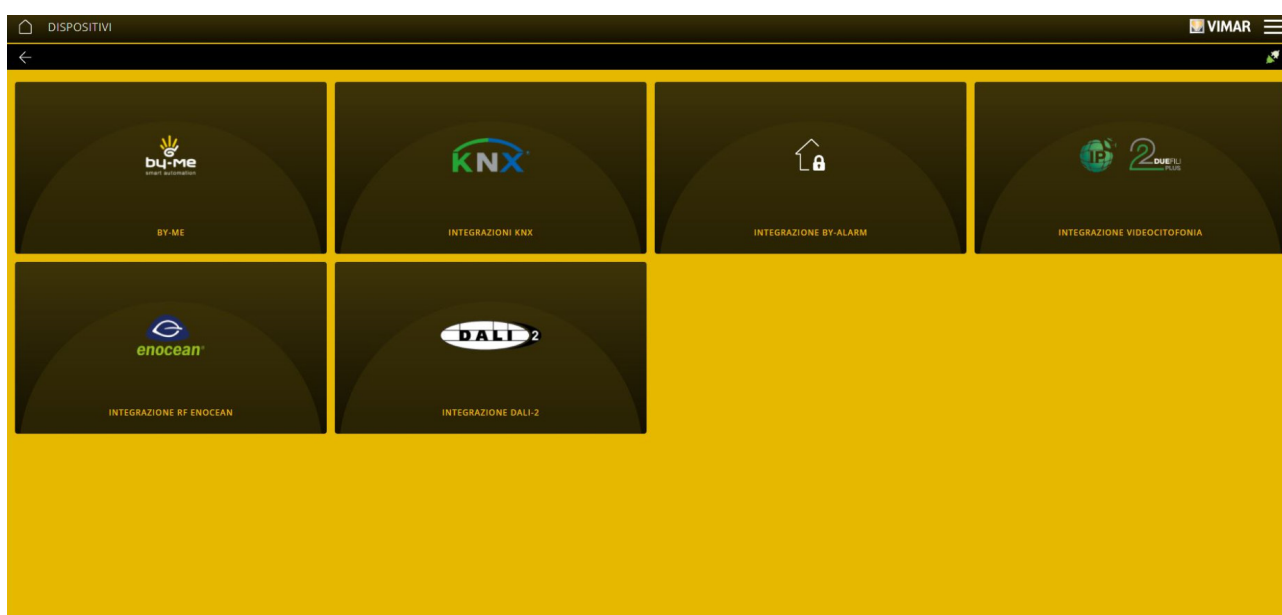 DISPOSITIVI
VIMAR
by-me
smart automation
BY-ME
KNX
INTEGRAZIONI KNX
INTEGRAZIONE BY-ALARM
IP
2 DUE FILI
PLUS
INTEGRAZIONE VIDEOCITOFONIA
enocean®
INTEGRAZIONE RF ENOCEAN
DALI 2
INTEGRAZIONE DALI-2